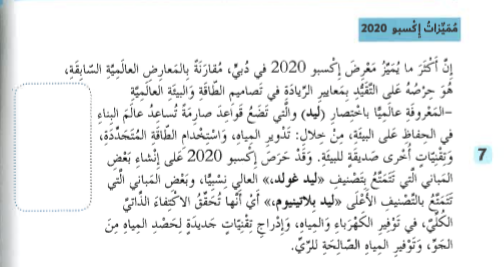 مُمَيِّزاتُ إِكْسبو 2020
إِنَّ أَكْثَرَ ما يُمَيِّزُ مَعْرِضَ إِكْسبو 2020 في دُبَيّ، مُقارَنَةً بِالمَعارِضِ العالَمِيَّةِ السّابِقَةِ،
هُوَ حِرْصُهُ عَلى التَّقَيُّدِ بِمَعاييرِ الرِّيادَةِ في تَصاميمِ الطّاقَةِ وَالبيئَةِ العالَمِيَّةِ
–المَعْروفَةِ عالَمِيًّا بِاخْتِصارِ (ليد) والَّتي تَضَعُ قَواعِدَ صارِمَةً تُساعِدُ عالَمَ البِناءِ
في الحِفاظِ عَلى البيئَةِ، مِنْ خِلالِ: تَدْويرِ المِياهِ، وَاسْتِخْدامِ الطّاقَةِ المُتَجَدِّدَةِ،
وَتِقْنِيّاتٍ أُخْرى صَديقَةٍ لِلبيئَةِ. وَقَدْ حَرَصَ إِكْسبو 2020 عَلى إِنْشاءِ بَعْضِ
المَباني الَّتي تَتَمَتَّعُ بِتَصْنيفِ «ليد غولد،» العالي نِسْبِيًّا، وَبَعْضِ المَباني الَّتي
تَتَمَتَّعُ بِالتَّصْنيفِ الأَعْلى «ليد بِلاتينيوم،» أَيْ أَنَّها تُحَقِّقُ الاكْتِفاءَ الذّاتِيَّ
الكُلِّيَّ، في تَوْفيرِ الكَهْرَباءِ وَالمِياهِ، وَإِدْراجِ تِقْنِيّاتٍ جَديدَةٍ لِحَصْدِ المِياهِ مِنَ
الجَوِّ، وَتَوْفيرِ المِياهِ الصّالِحَةِ لِلرَّيِّ.
7